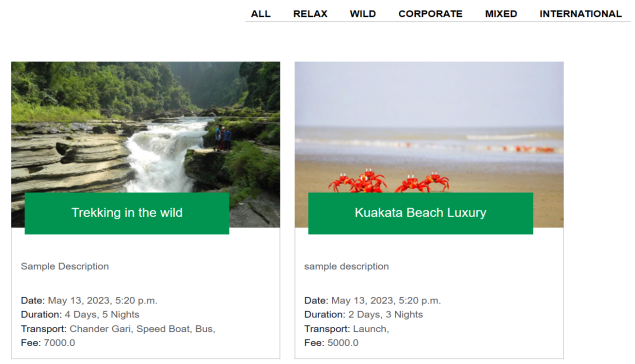 ALL RELAX WILD CORPORATE MIXED INTERNATIONAL
Trekking in the wild
Sample Description
Date: May 13, 2023, 5:20 p.m.
Duration: 4 Days, 5 Nights
Transport: Chander Gari, Speed Boat, Bus,
Fee: 7000.0
Kuakata Beach Luxury
sample description
Date: May 13, 2023, 5:20 p.m.
Duration: 2 Days, 3 Nights
Transport: Launch,
Fee: 5000.0